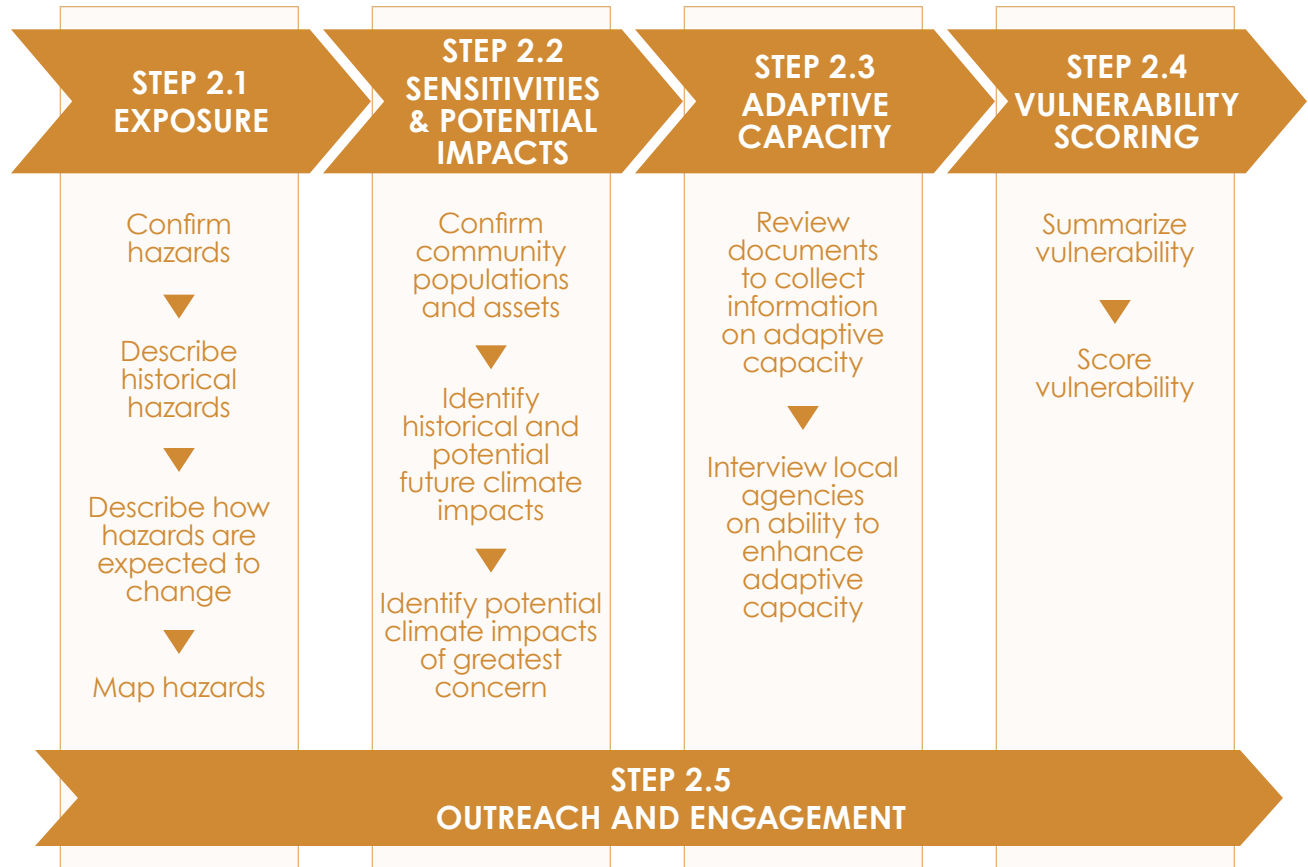 STEP 2.1
EXPOSURE
Confirm
hazards
Describe
historical
hazards
Describe how
hazards are
expected to
change
Map hazards
STEP 2.2
SENSITIVITIES
& POTENTIAL
IMPACTS
Confirm
community
populations
and assets
Identify
historical and
potential
future climate
impacts
Identify potential
climate impacts
of greatest
concern
STEP 2.3
ADAPTIVE
CAPACITY
Review
documents
to collect
information
on adaptive
capacity
Interview local
agencies
on ability to
enhance
adaptive
capacity
STEP 2.4
VULNERABILITY
SCORING
Summarize
vulnerability
Score
vulnerability
STEP 2.5
OUTREACH AND ENGAGEMENT